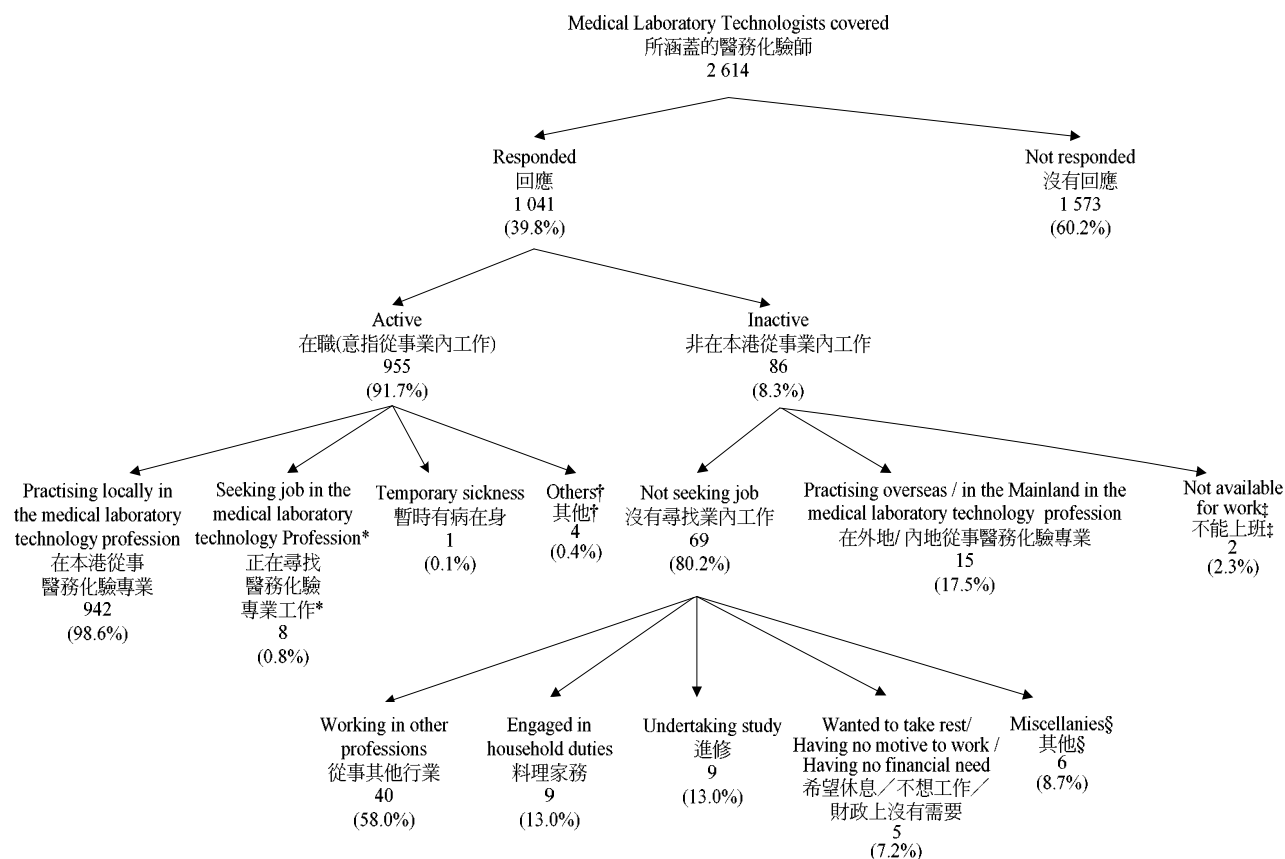 Medical Laboratory Technologists covered
所涵蓋的醫務化驗師
2 614
Responded
回應
1 041
(39.8%)
Not responded
沒有回應
1 573
(60.2%)
Active
在職(意指從事業內工作)
955
(91.7%)
Inactive
非在本港從事業內工作
86
(8.3%)
Practising locally in
the medical laboratory
technology profession
在本港從事
醫務化驗專業
942
(98.6%)
Seeking job in the
medical laboratory
technology Profession*
正在尋找
醫務化驗
專業工作*
8
(0.8%)
Temporary sickness
暫時有病在身
1
(0.1%)
Others†
其他†
4
(0.4%)
Not seeking job
沒有尋找業內工作
69
(80.2%)
Practising overseas / in the Mainland in the
medical laboratory technology profession
在外地/ 內地從事醫務化驗專業
15
(17.5%)
Not available
for work‡
不能上班‡
2
(2.3%)
Working in other
professions
從事其他行業
40
(58.0%)
Engaged in
household duties
料理家務
9
(13.0%)
Undertaking study
進修
9
(13.0%)
Wanted to take rest/
Having no motive to work /
Having no financial need
希望休息／不想工作／
財政上沒有需要
5
(7.2%)
Miscellanies§
其他§
6
(8.7%)